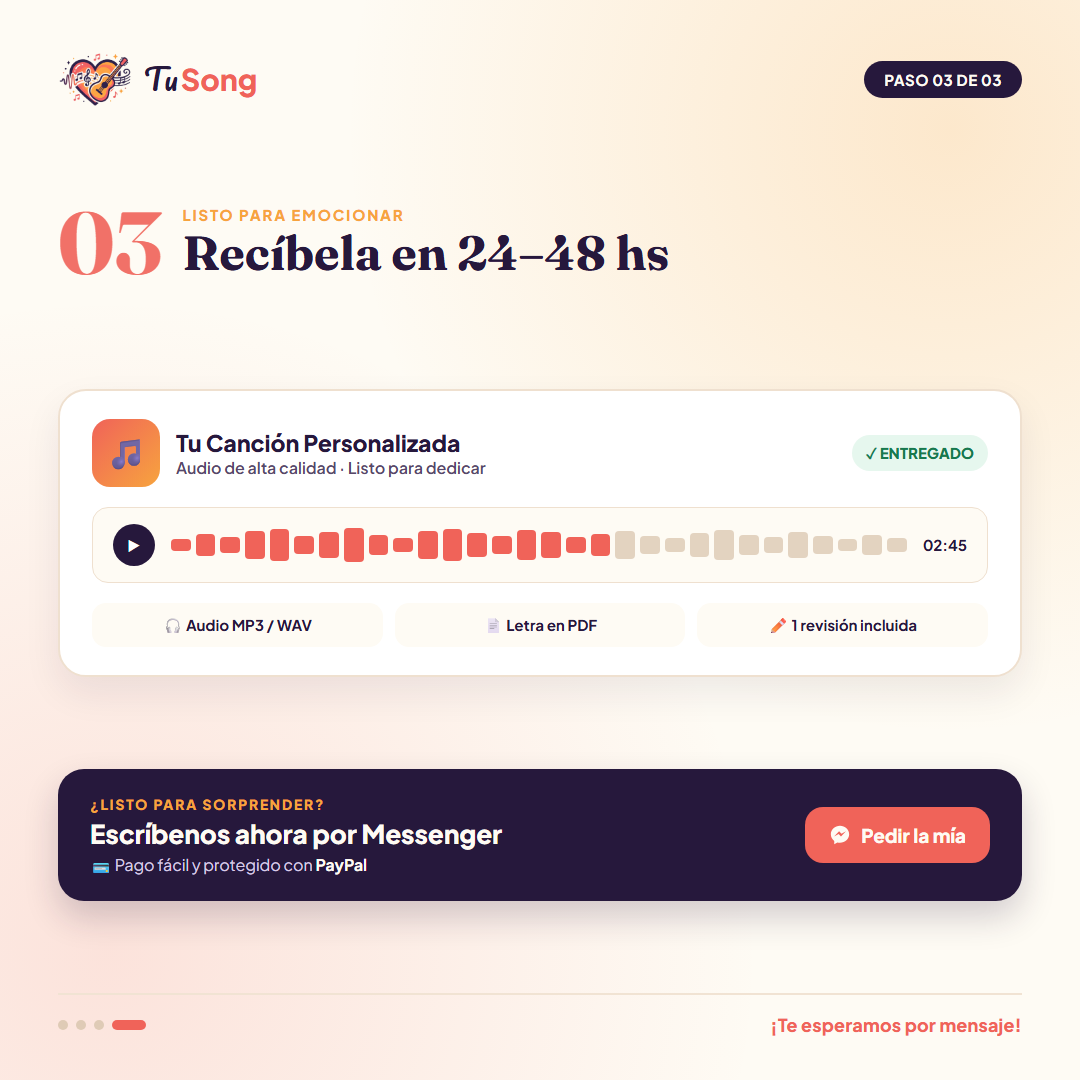 TuSong
PASO 03 DE 03
03
LISTO PARA EMOCIONAR
Recíbela en 24–48 hs
Tu Canción Personalizada
Audio de alta calidad · Listo para dedicar
✓ ENTREGADO
02:45
Audio MP3 / WAV
Letra en PDF
1 revisión incluida
¿LISTO PARA SORPRENDER?
Escríbenos ahora por Messenger
Pago fácil y protegido con PayPal
Pedir la mía
¡Te esperamos por mensaje!